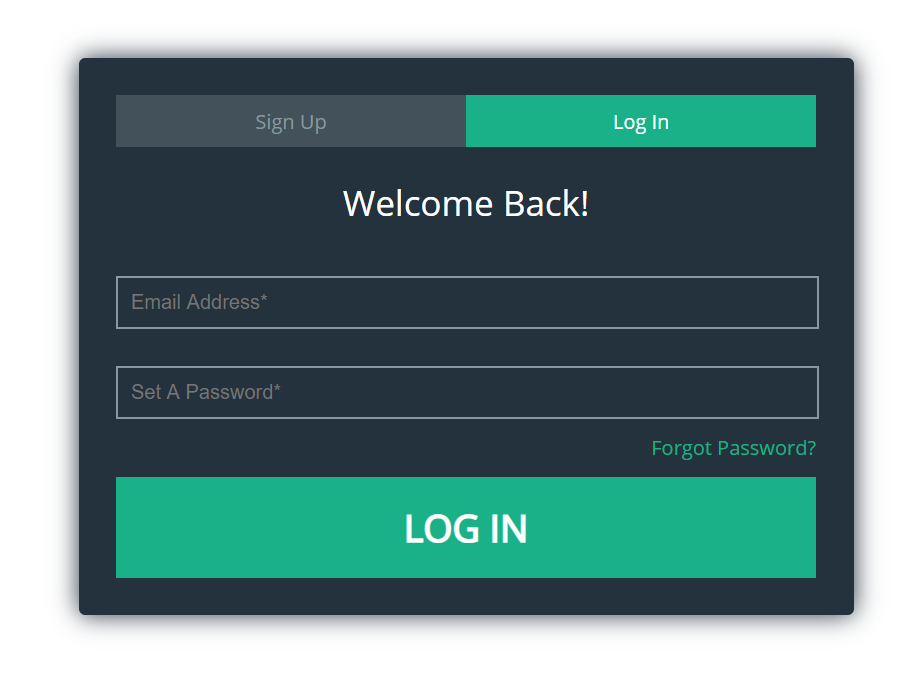 Sign Up Log In
Welcome Back!
Email Address*
Set A Password*
Forgot Password?
LOG IN